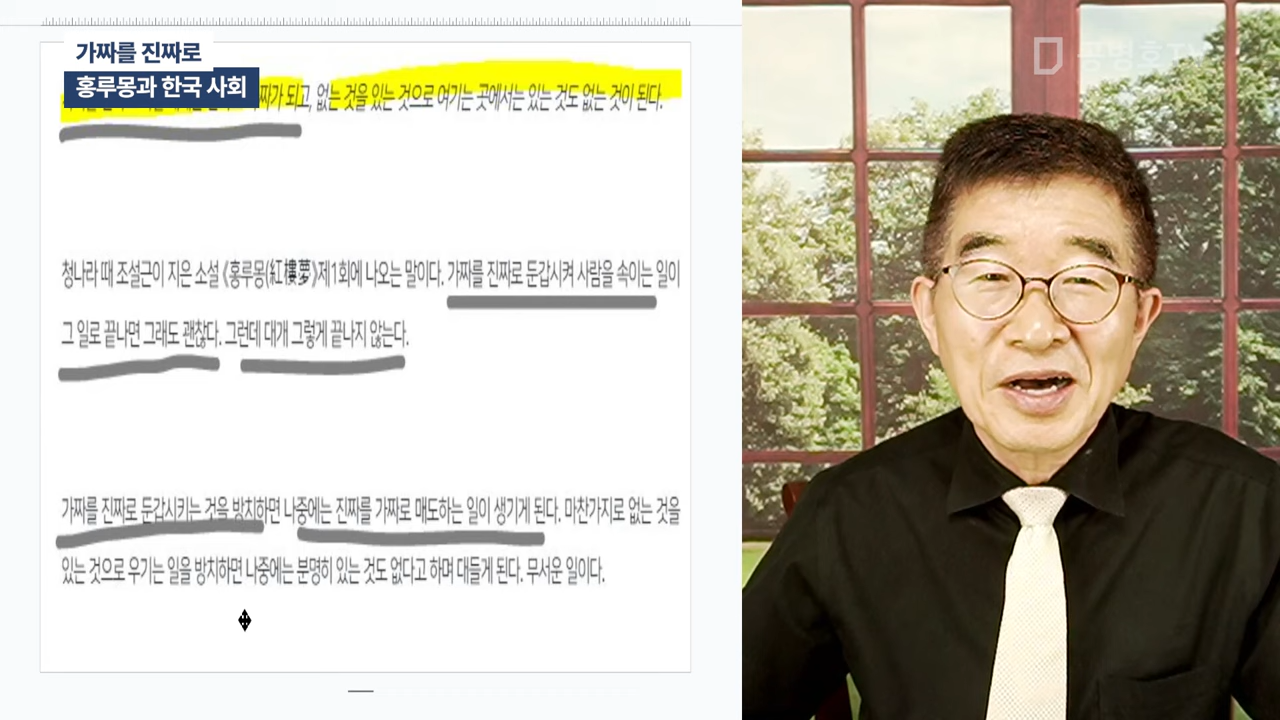 가짜를 진짜로
홍루몽과 한국 사회
짜가 되고, 없는 것을 있는 것으로 여기는 곳에서는 있는 것도 없는 것이 된다.
청나라 때 조설근이 지은 소설 《홍루몽(紅樓夢)》제1회에 나오는 말이다. 가짜를 진짜로 둔갑시켜 사람을 속이는 일이
그 일로 끝나면 그래도 괜찮다. 그런데 대개 그렇게 끝나지 않는다.
가짜를 진짜로 둔갑시키는 것을 방치하면 나중에는 진짜를 가짜로 매도하는 일이 생기게 된다. 마찬가지로 없는 것을
있는 것으로 우기는 일을 방치하면 나중에는 분명히 있는 것도 없다고 하며 대들게 된다. 무서운 일이다.
공병호TV